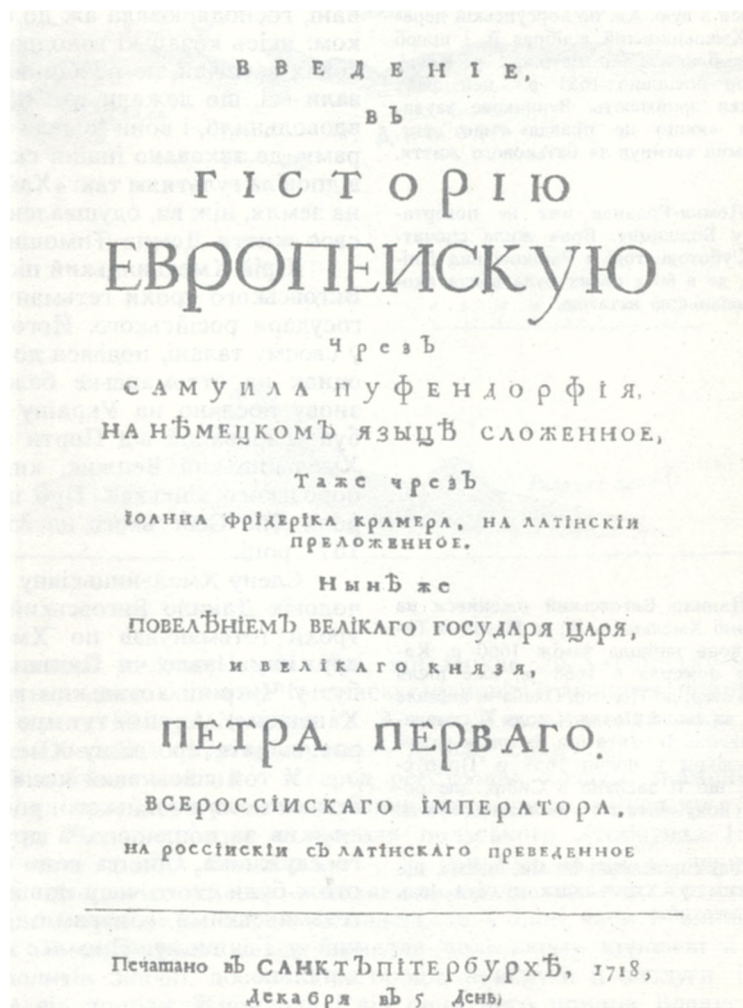 ВВЕДЕНІЕ,
ВЪ
ГІСТОРІЮ
ЕВРОПЕИСКУЮ
Чрезъ
САМУИЛА ПУФЕНДОРФІЯ,
НА НѢМЕЦКОМЪ ЯЗЫЦѢ СЛОЖЕННОЕ,
Таже чрезЪ
ІОАННА ФРІДЕРІКА КРАМЕРА, НА ЛАТІНСКІИ
ПРЕЛОЖЕННОЕ.
НынѢ же
ПОВЕЛѢНІЕМЪ ВЕЛІКАГО ГОСУДАРЯ ЦАРЯ,
И ВЕЛІКАГО КНЯЗЯ,
ПЕТРА ПЕРВАГО
ВСЕРОССІИСКАГО ІМПЕРАТОРА,
НА РОССІИСКІИ СЪ ЛАТІНСКАГО ПРЕВЕДЕННОЕ
Печатано вЪ САНКТЪПІТЕРБУРХѢ, 1718,
декабря вЪ день